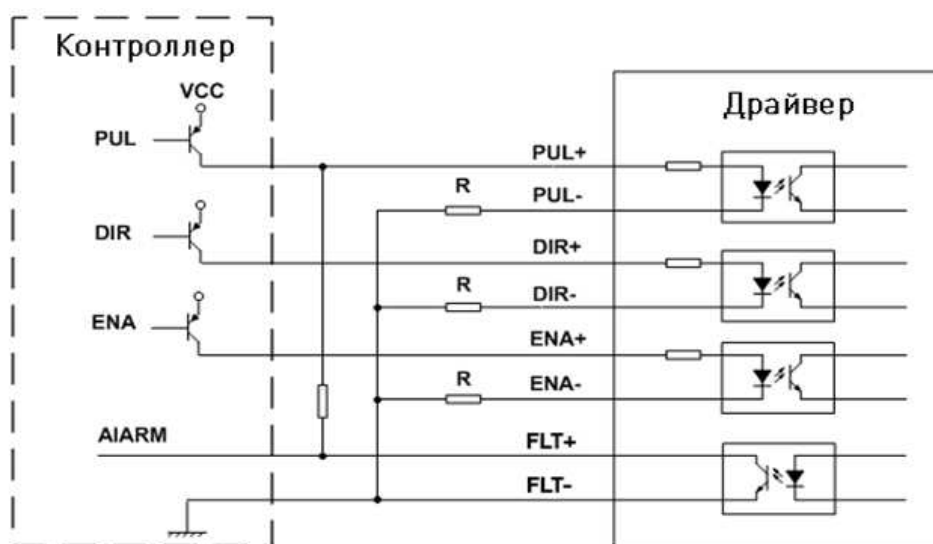 Контроллер
Драйвер
VCC
PUL
PUL+
R
PUL-
DIR
DIR+
R
DIR-
ENA
ENA+
R
ENA-
AIARM
FLT+
FLT-